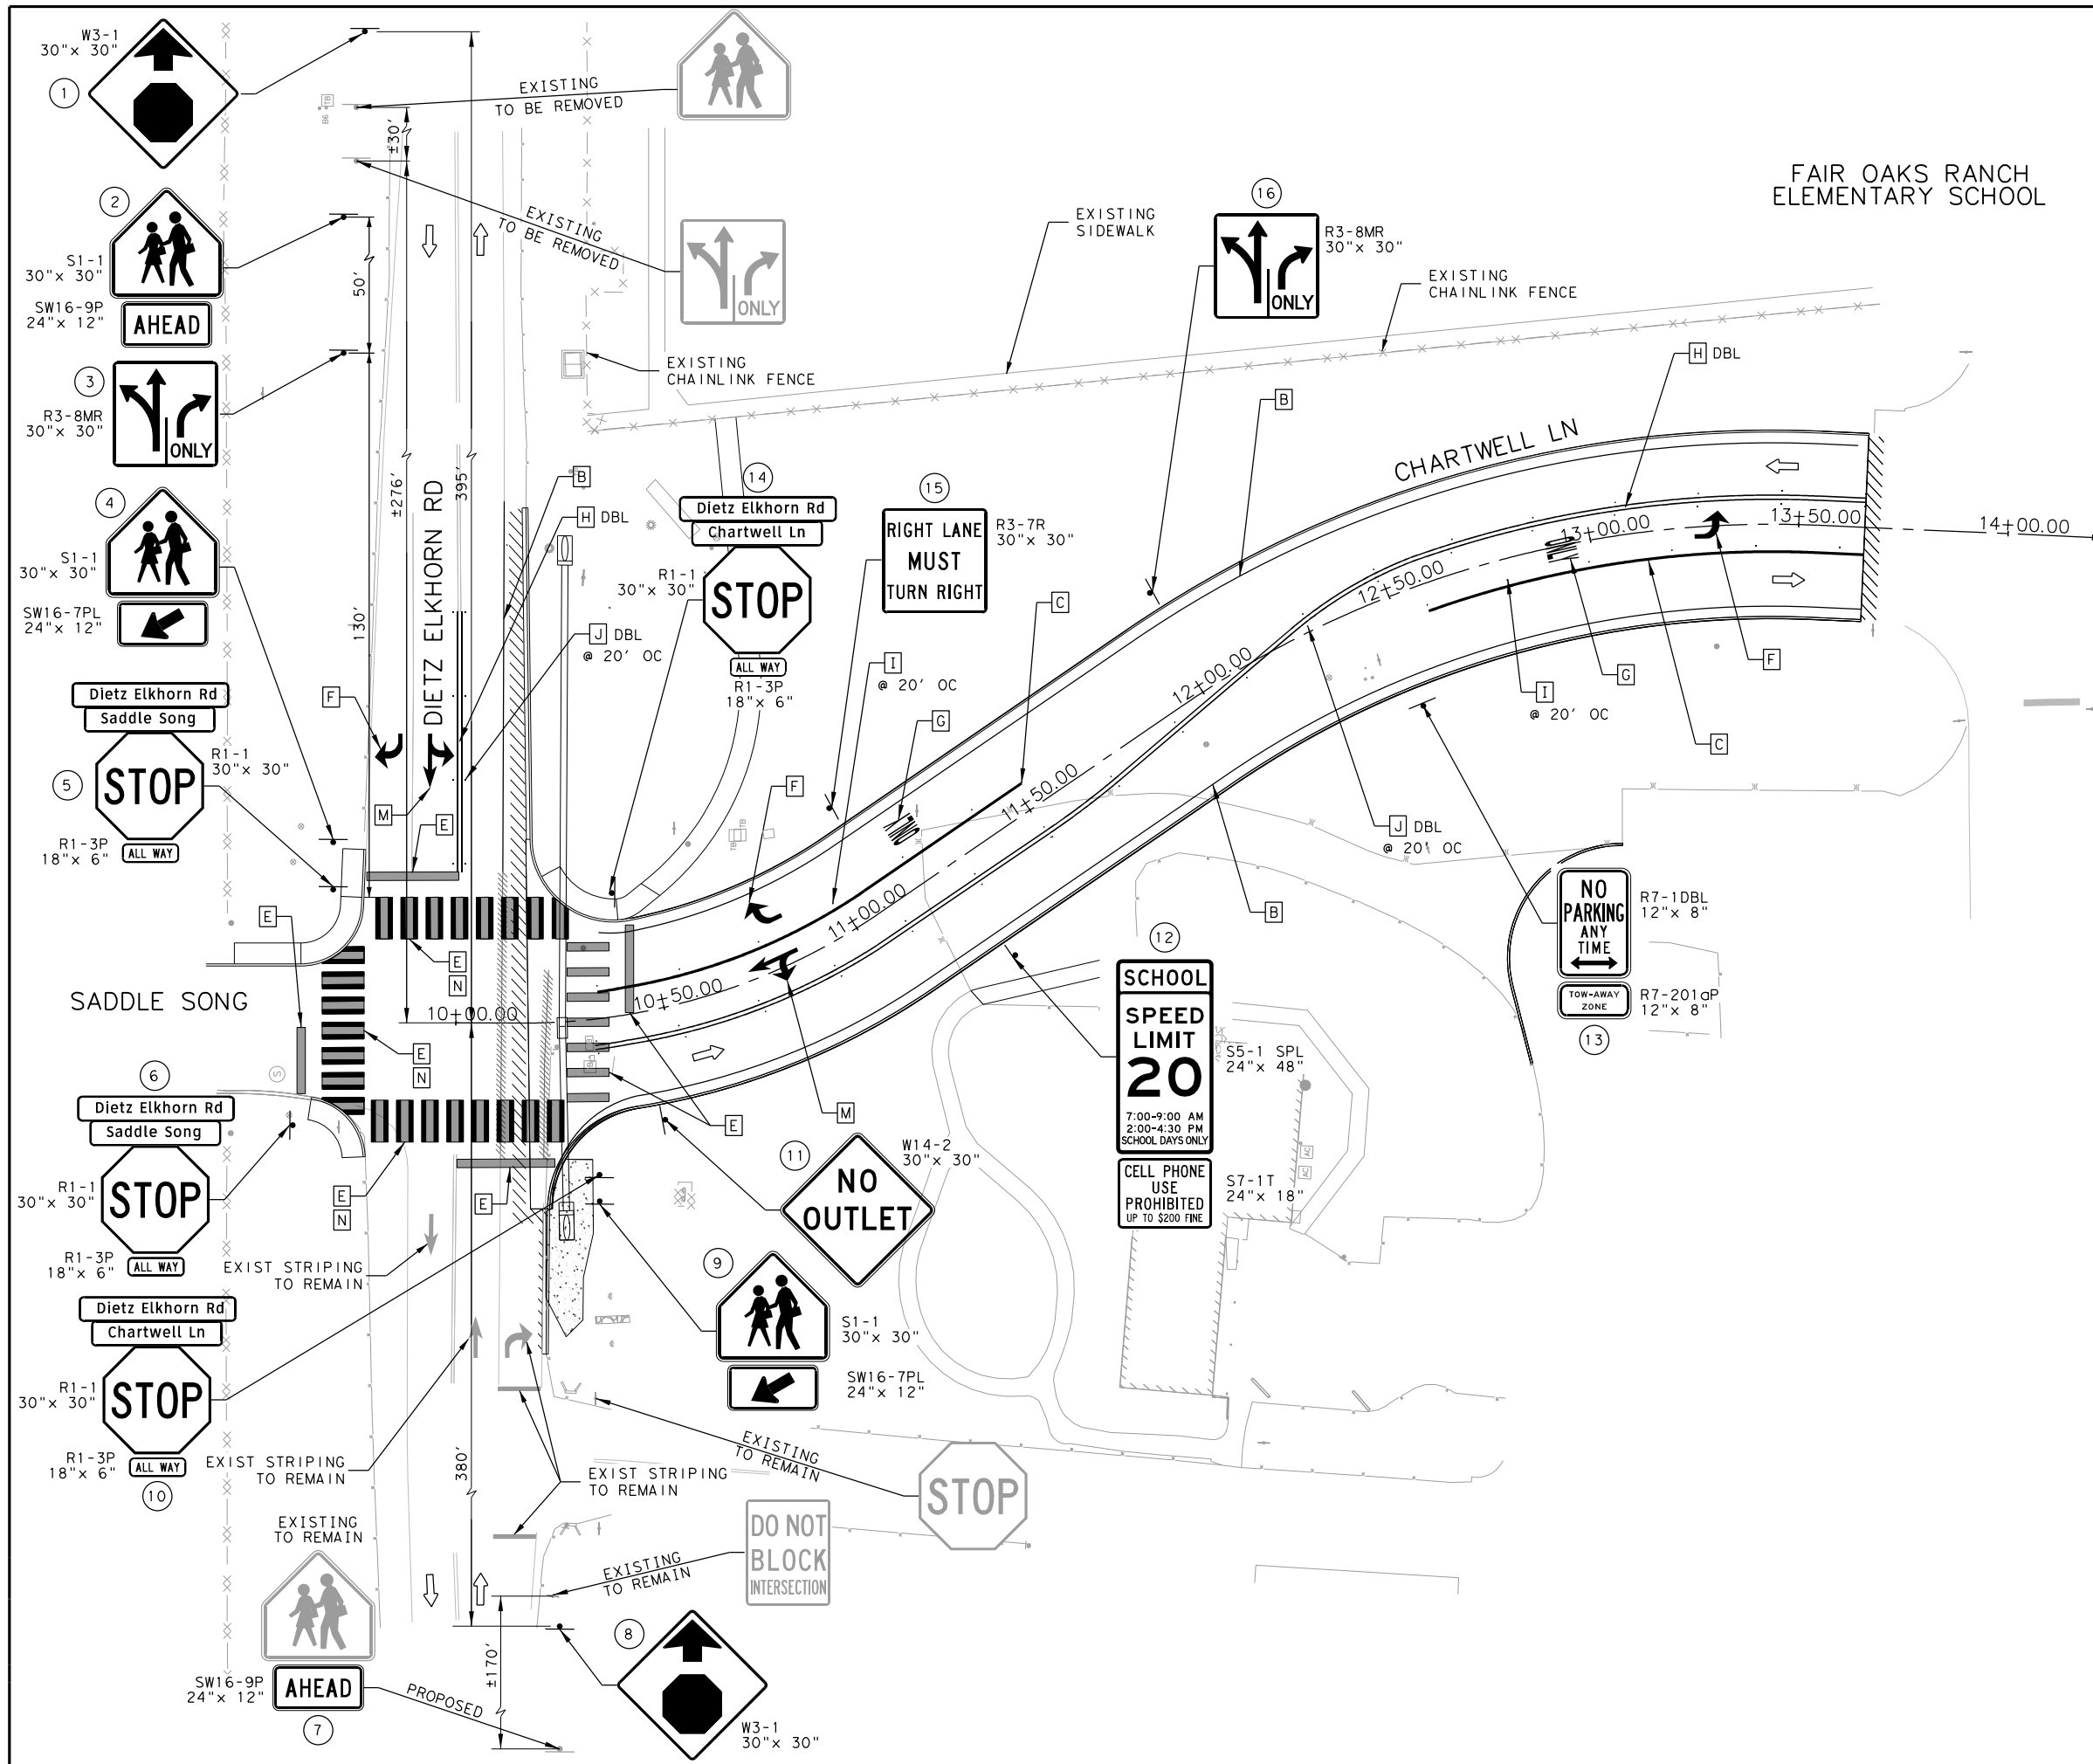 W3-1
30"x 30"
1
EXISTING
TO BE REMOVED
±30'
TB
B6
2
S1-1
30"x 30"
SW16-9P
24"x 12"
AHEAD
50'
EXISTING
TO BE REMOVED
ONLY
EXISTING
SIDEWALK
16
R3-8MR
30"x 30"
ONLY
EXISTING
CHAINLINK FENCE
FAIR OAKS RANCH
ELEMENTARY SCHOOL
3
R3-8MR
30"x 30"
ONLY
EXISTING
CHAINLINK FENCE
H DBL
B
CHARTWELL LN
4
S1-1
30"x 30"
SW16-7PL
24"x 12"
130'
±276'
395'
DIETZ ELKHORN RD
B
H DBL
J DBL
@ 20' OC
14
Dietz Elkhorn Rd
Chartwell Ln
R1-1
30"x 30"
STOP
ALL WAY
R1-3P
18"x 6"
15
RIGHT LANE
MUST
TURN RIGHT
R3-7R
30"x 30"
C
I
@ 20' OC
G
F
10+00.00
10+50.00
11+00.00
11+50.00
12+00.00
12+50.00
13+00.00
13+50.00
14+00.00
F
G
I
@ 20' OC
C
J DBL
@ 20' OC
B
5
Dietz Elkhorn Rd
Saddle Song
R1-1
30"x 30"
STOP
R1-3P
18"x 6"
ALL WAY
F
M
E
E
E
N
TB
TB
SADDLE SONG
E
N
E
N
E
E
M
S
6
Dietz Elkhorn Rd
Saddle Song
R1-1
30"x 30"
STOP
R1-3P
18"x 6"
ALL WAY
EXIST STRIPING
TO REMAIN
10
Dietz Elkhorn Rd
Chartwell Ln
R1-1
30"x 30"
STOP
R1-3P
18"x 6"
ALL WAY
EXIST STRIPING
TO REMAIN
11
W14-2
30"x 30"
NO
OUTLET
9
S1-1
30"x 30"
SW16-7PL
24"x 12"
12
SCHOOL
SPEED
LIMIT
20
7:00-9:00 AM
2:00-4:30 PM
SCHOOL DAYS ONLY
S5-1 SPL
24"x 48"
CELL PHONE
USE
PROHIBITED
UP TO $200 FINE
S7-1T
24"x 18"
AC
AC
NO
PARKING
ANY
TIME
R7-1DBL
12"x 8"
TOW-AWAY
ZONE
R7-201aP
12"x 8"
13
380'
EXIST STRIPING
TO REMAIN
EXISTING
TO REMAIN
STOP
DO NOT
BLOCK
INTERSECTION
EXISTING
TO REMAIN
EXISTING
TO REMAIN
SW16-9P
24"x 12"
AHEAD
7
PROPOSED
±170'
8
W3-1
30"x 30"